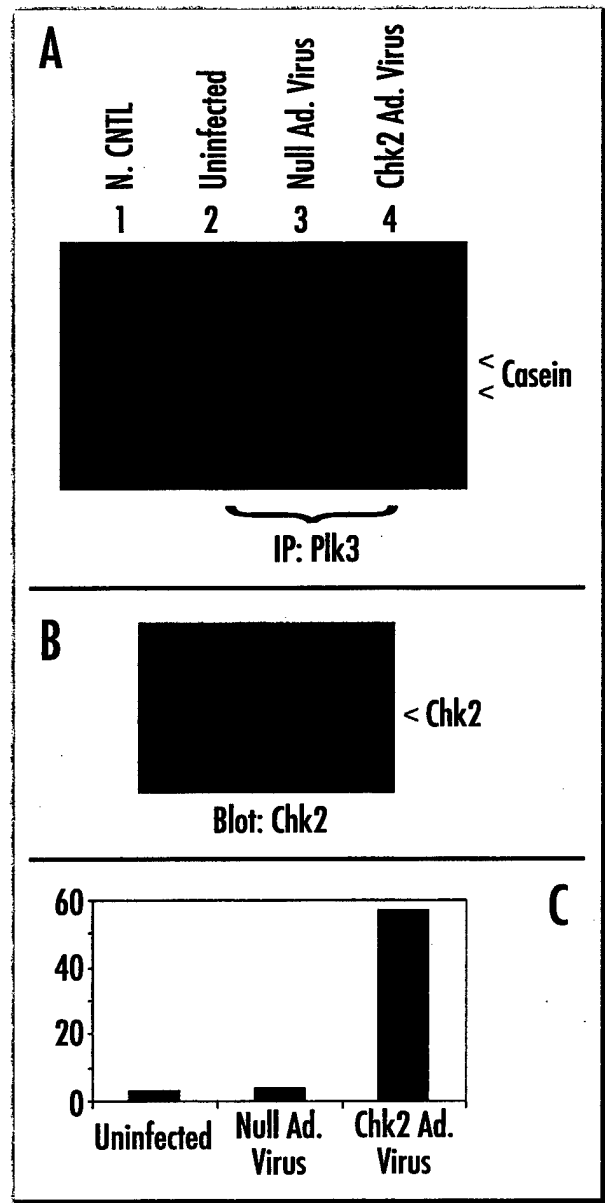 A
N. CNTL
Uninfected
Null Ad. Virus
Chk2 Ad. Virus
1 2 3 4
< Casein
<
IP: Plk3
B
< Chk2
Blot: Chk2
C
60
40
20
0
Uninfected
Null Ad. Virus
Chk2 Ad. Virus